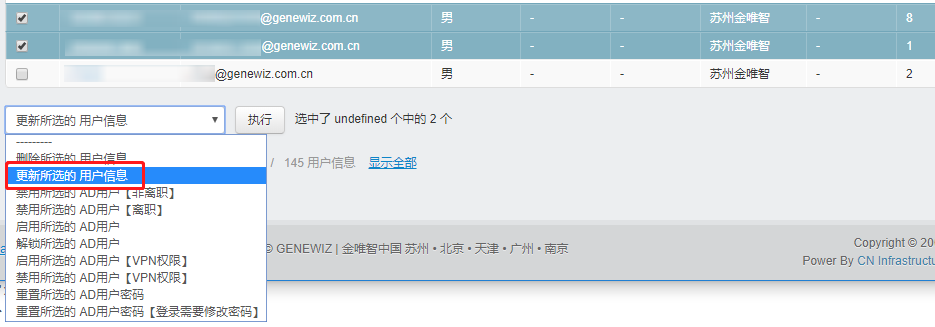 @genewiz.com.cn 男 - - 苏州金唯智 - 8
@genewiz.com.cn 男 - - 苏州金唯智 - 1
@genewiz.com.cn 男 - - 苏州金唯智 - 2
更新所选的 用户信息 执行 选中了 undefined 个中的 2 个
---------
删除所选的 用户信息 / 145 用户信息 显示全部
更新所选的 用户信息
禁用所选的 AD用户【非离职】
禁用所选的 AD用户【离职】
启用所选的 AD用户
解锁所选的 AD用户 © GENEWIZ | 金唯智中国 苏州 • 北京 • 天津 • 广州 • 南京 Copyright © 20
启用所选的 AD用户【VPN权限】 Power By CN Infrastructu
禁用所选的 AD用户【VPN权限】
重置所选的 AD用户密码
重置所选的 AD用户密码【登录需要修改密码】